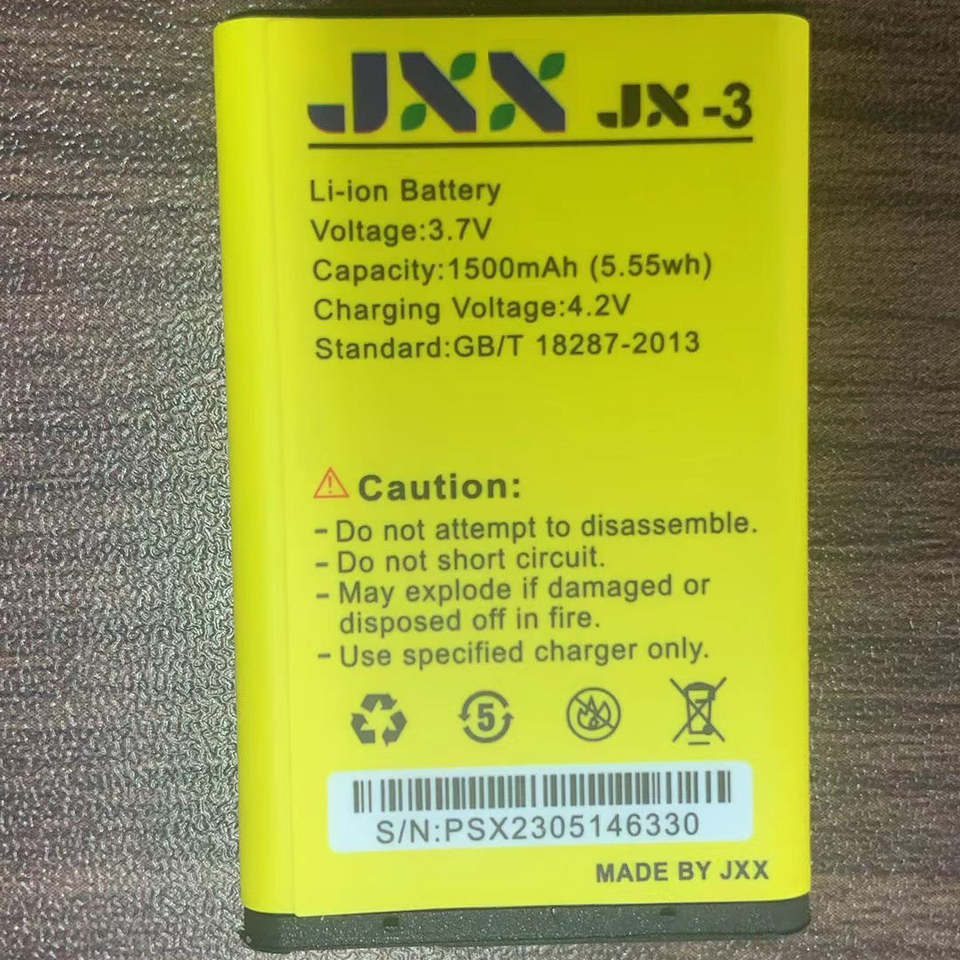 JXX JX-3
Li-ion Battery
Voltage:3.7V
Capacity:1500mAh (5.55wh)
Charging Voltage:4.2V
Standard:GB/T 18287-2013
Caution:
- Do not attempt to disassemble.
- Do not short circuit.
- May explode if damaged or
disposed off in fire.
- Use specified charger only.
5
S/N:PSX2305146330
MADE BY JXX